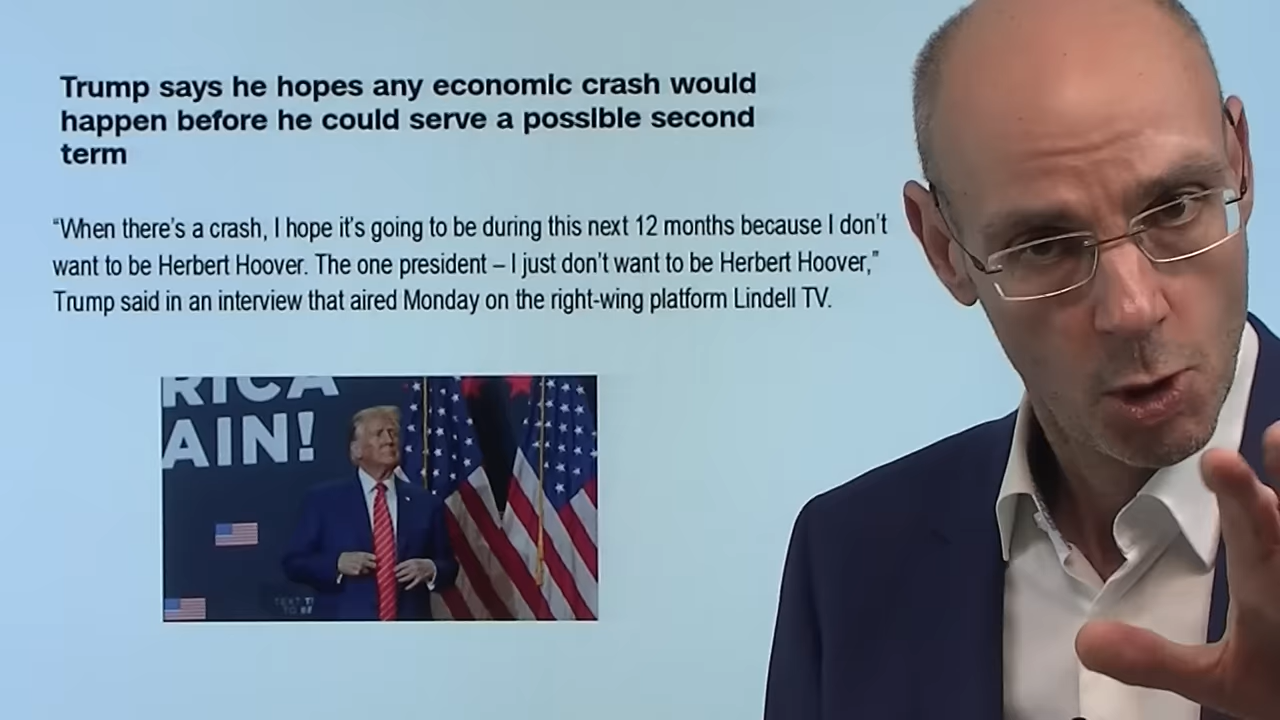 Trump says he hopes any economic crash would
happen before he could serve a possible second
term
“When there’s a crash, I hope it’s going to be during this next 12 months because I don’t
want to be Herbert Hoover. The one president – I just don’t want to be Herbert Hoover,”
Trump said in an interview that aired Monday on the right-wing platform Lindell TV.
RICA
AIN!
TEXT T
TO